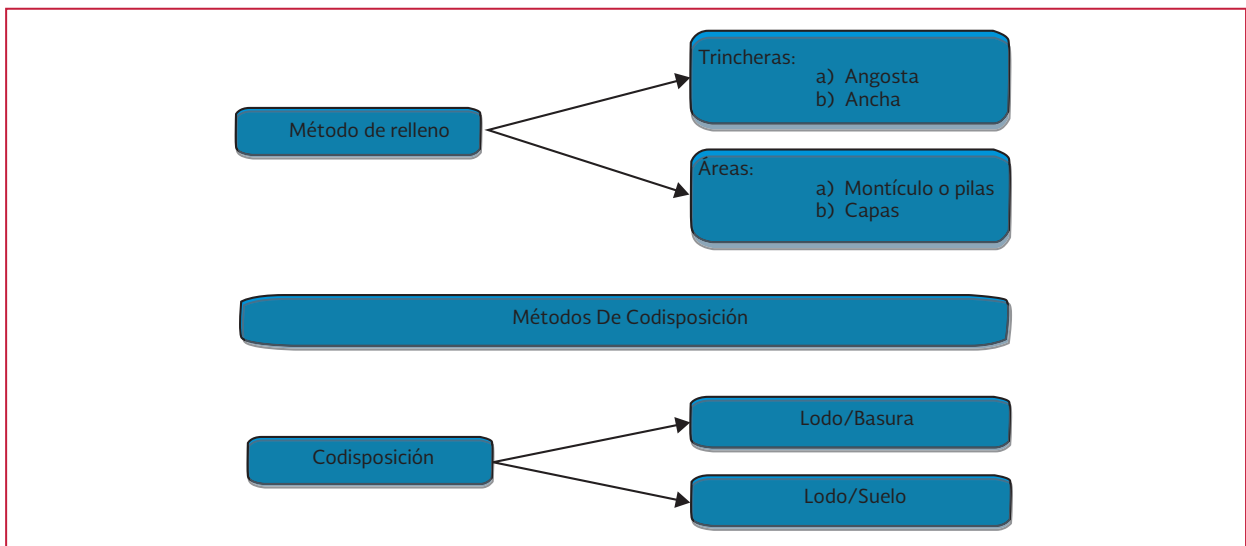 Método de relleno
Trincheras:
a) Angosta
b) Ancha
Áreas:
a) Montículo o pilas
b) Capas
Métodos De Codisposición
Codisposición
Lodo/Basura
Lodo/Suelo